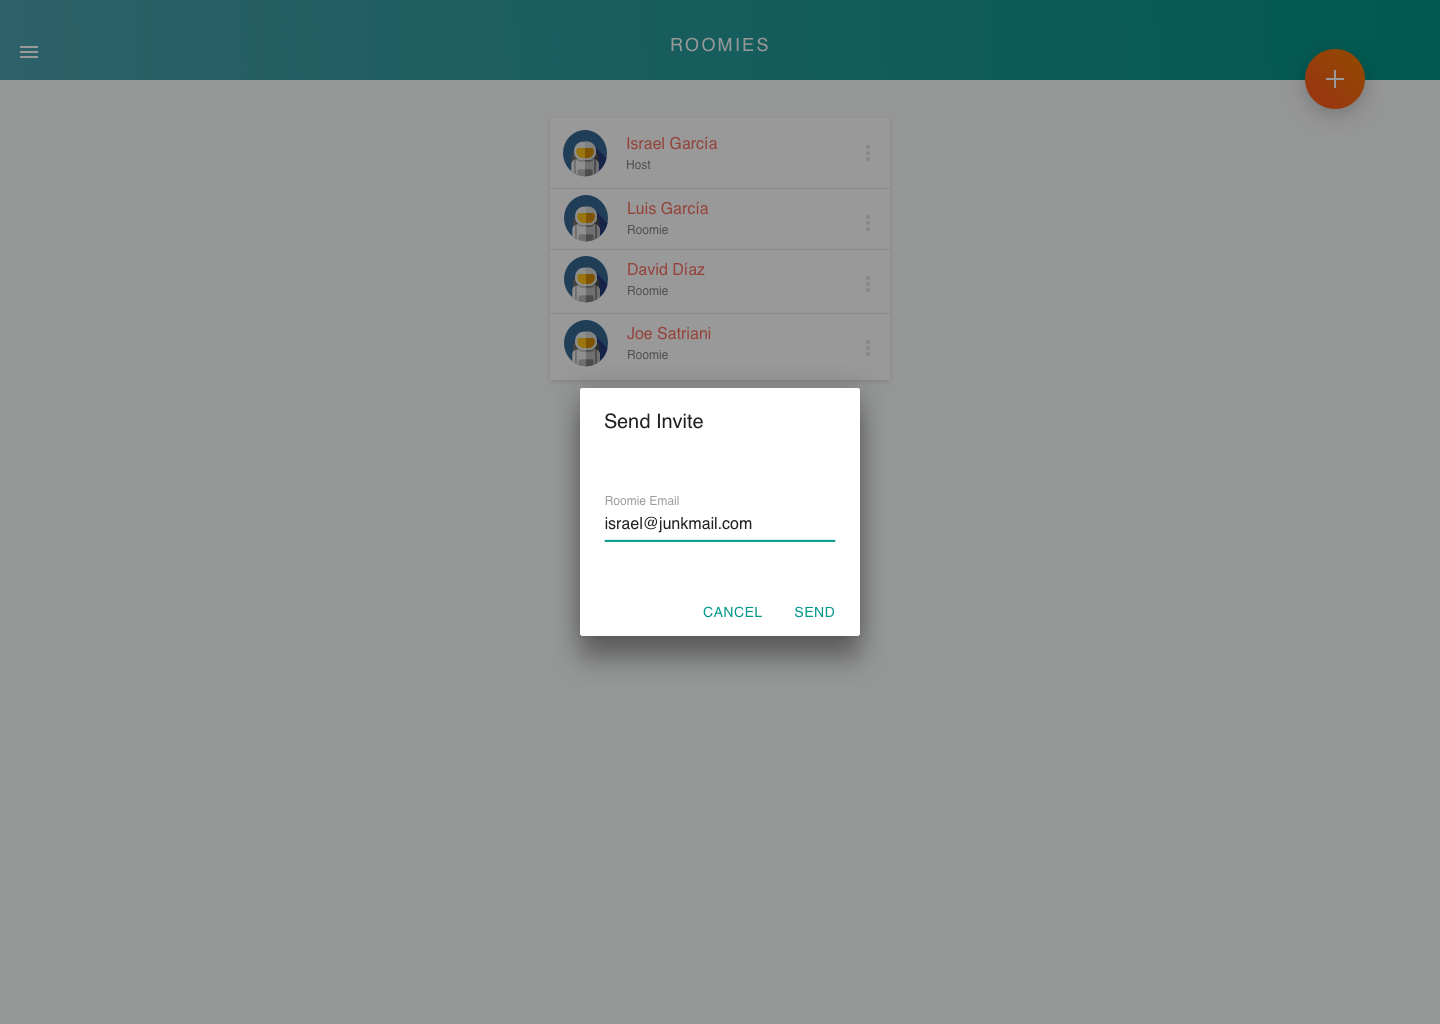 ROOMIES
Israel García
Host
Luis García
Roomie
David Díaz
Roomie
Joe Satriani
Roomie
Send Invite
Roomie Email
israel@junkmail.com
CANCEL SEND